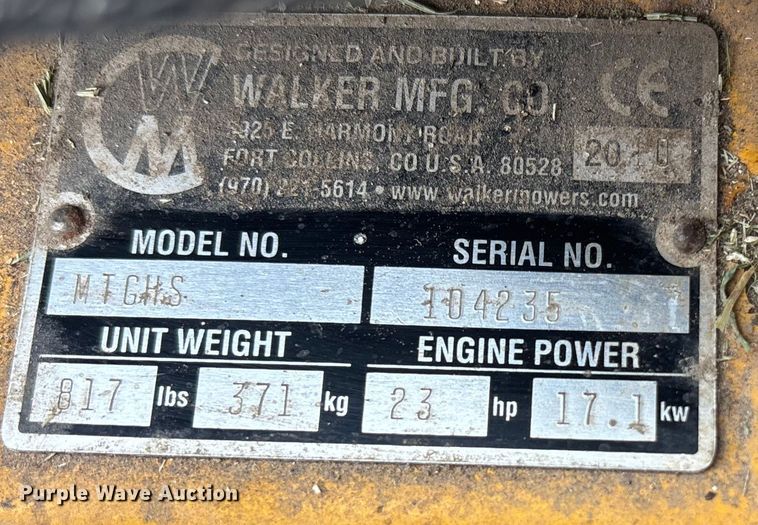 DESIGNED AND BUILT BY
WALKER MFG. CO.
5925 E. HARMONY ROAD
FORT COLLINS, CO U.S.A. 80528
(970) 221-5614 • www.walkermowers.com
CE
MODEL NO. SERIAL NO.
MTGHS 104235
UNIT WEIGHT ENGINE POWER
817 lbs 371 kg 23 hp 17.1 kw
Purple Wave Auction